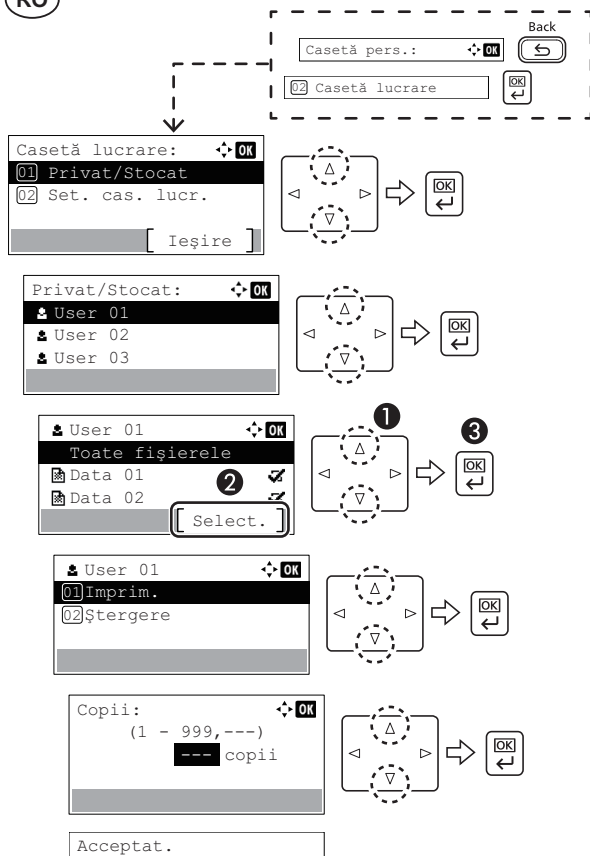 RO
Back
Casetă pers.: OK
02 Casetă lucrare OK
Casetă lucrare: OK
01 Privat/Stocat
02 Set. cas. lucr.
OK
[ Ieşire ]
Privat/Stocat: OK
User 01
User 02
User 03
OK
User 01 OK
Toate fişierele
Data 01
Data 02
[ Select. ]
1
2
3
OK
User 01 OK
01 Imprim.
02 Ştergere
OK
Copii: OK
(1 - 999,---)
--- copii
OK
Acceptat.